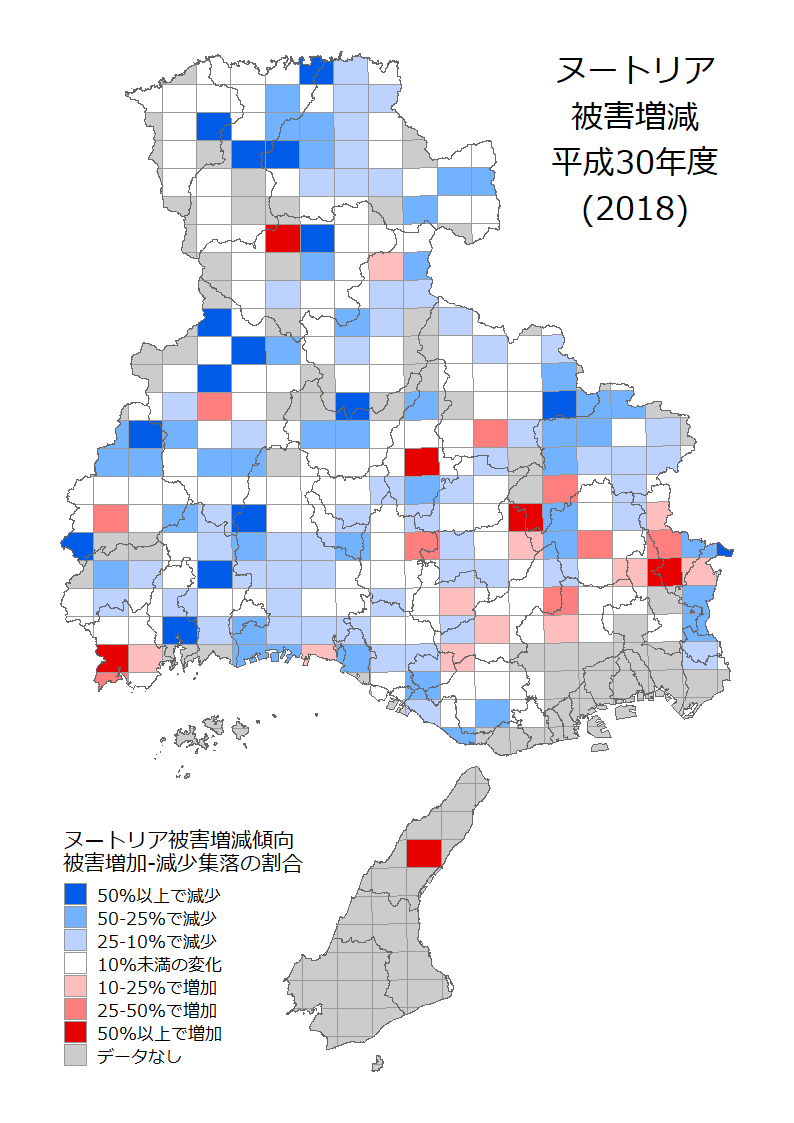 ヌートリア
被害増減
平成30年度
(2018)
ヌートリア被害増減傾向
被害増加-減少集落の割合
50%以上で減少
50-25%で減少
25-10%で減少
10%未満の変化
10-25%で増加
25-50%で増加
50%以上で増加
データなし